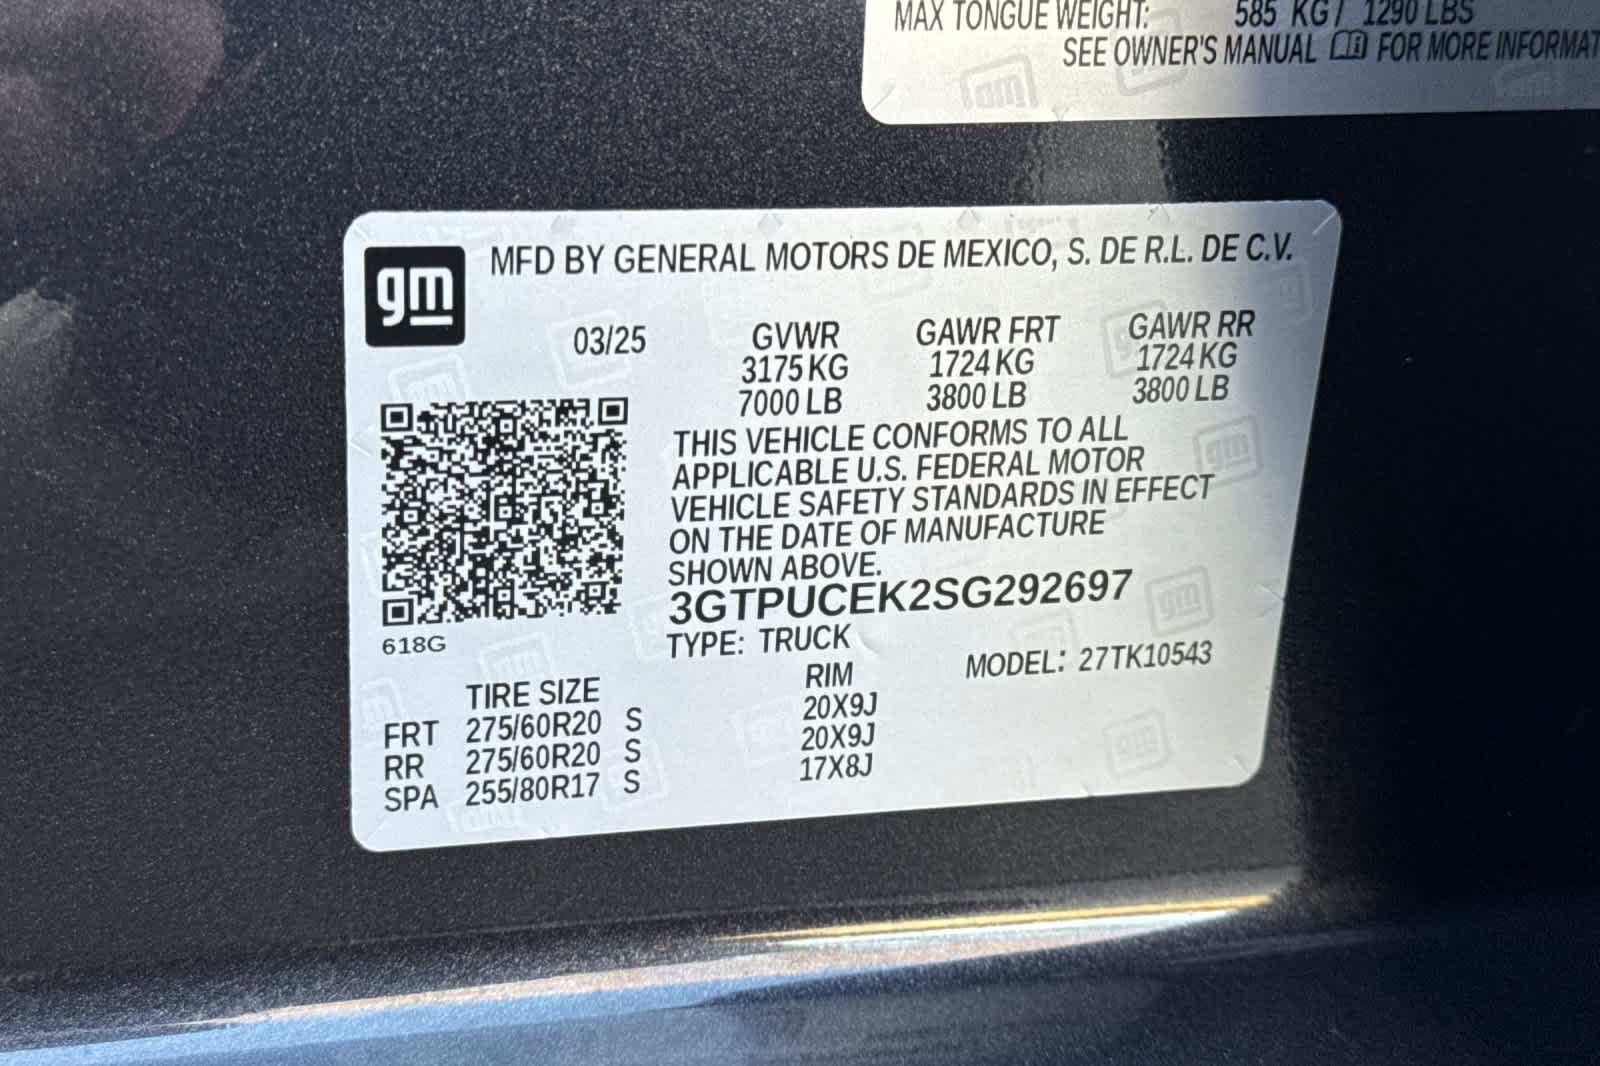 MAX TONGUE WEIGHT: 585 KG / 1290 LBS
SEE OWNER'S MANUAL FOR MORE INFORMAT
gm
MFD BY GENERAL MOTORS DE MEXICO, S. DE R.L. DE C.V.
03/25 GVWR GAWR FRT GAWR RR
3175 KG 1724 KG 1724 KG
7000 LB 3800 LB 3800 LB
THIS VEHICLE CONFORMS TO ALL
APPLICABLE U.S. FEDERAL MOTOR
VEHICLE SAFETY STANDARDS IN EFFECT
ON THE DATE OF MANUFACTURE
SHOWN ABOVE.
3GTPUCEK2SG292697
618G
TYPE: TRUCK MODEL: 27TK10543
TIRE SIZE RIM
FRT 275/60R20 S 20X9J
RR 275/60R20 S 20X9J
SPA 255/80R17 S 17X8J